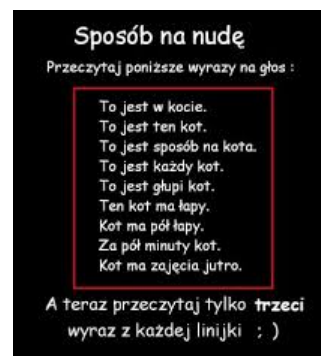 Sposób na nudę
Przeczytaj poniższe wyrazy na głos :
To jest w kocie.
To jest ten kot.
To jest sposób na kota.
To jest każdy kot.
To jest głupi kot.
Ten kot ma łapy.
Kot ma pół łapy.
Za pół minuty kot.
Kot ma zajęcia jutro.
A teraz przeczytaj tylko trzeci
wyraz z każdej linijki ; )